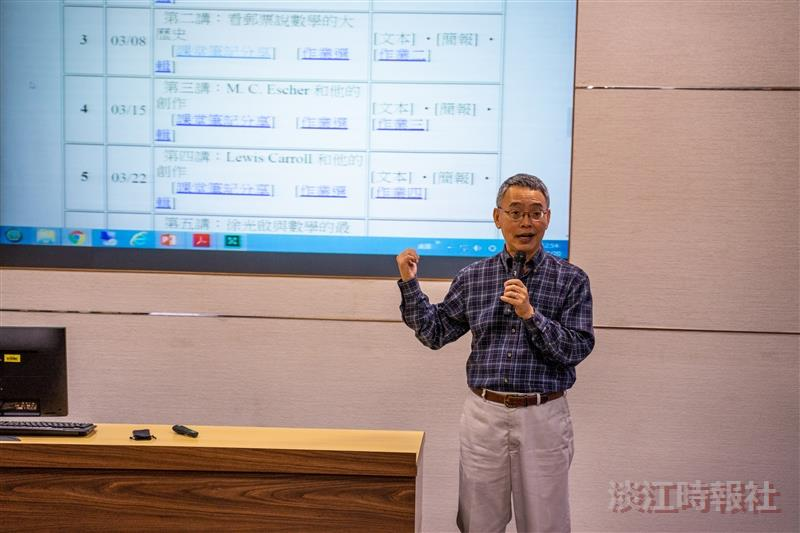 3
03/08
第二講：看郵票說數學的大
歷史
[課堂筆記分享] [作業選
輯]
[文本]・[簡報]・
[作業二]
4
03/15
第三講：M. C. Escher 和他的
創作
[課堂筆記分享] [作業選
輯]
[文本]・[簡報]・
[作業三]
5
03/22
第四講：Lewis Carroll 和他的
創作
[課堂筆記分享] [作業選
輯]
[文本]・[簡報]・
[作業四]
第五講：徐光啟與數學的最
淡江時報社